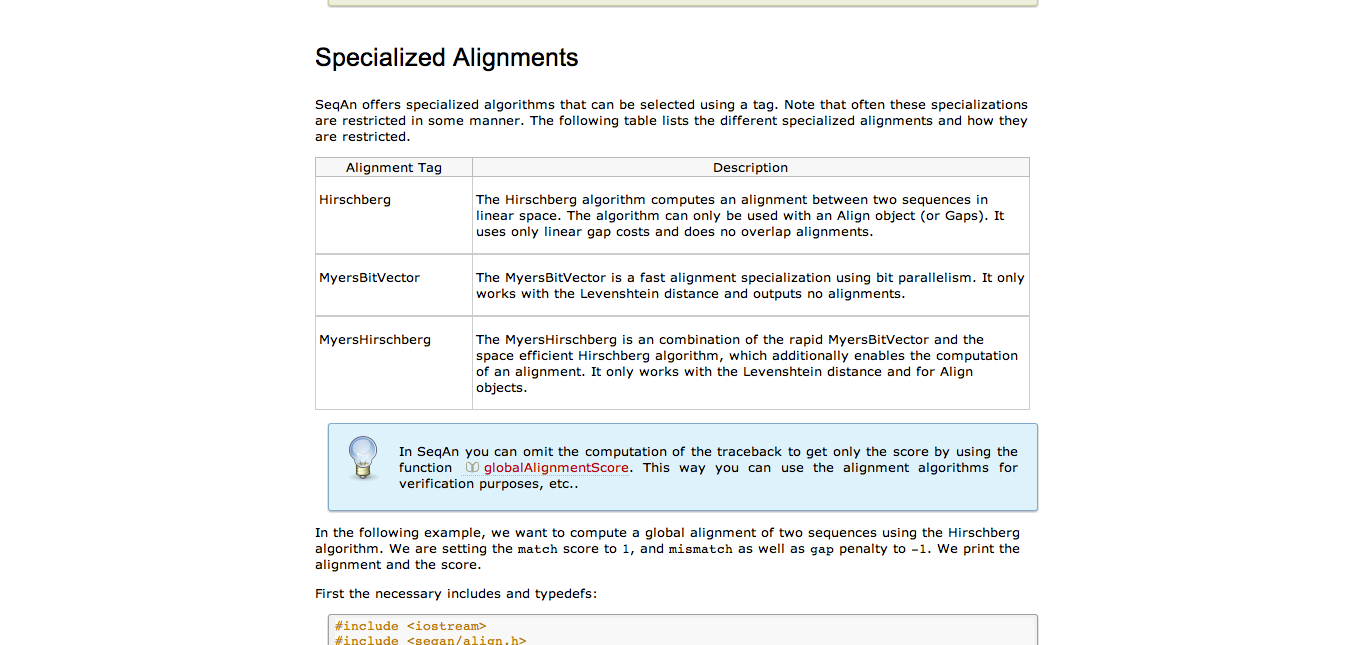 Specialized Alignments
SeqAn offers specialized algorithms that can be selected using a tag. Note that often these specializations
are restricted in some manner. The following table lists the different specialized alignments and how they
are restricted.
Alignment Tag Description
Hirschberg
The Hirschberg algorithm computes an alignment between two sequences in
linear space. The algorithm can only be used with an Align object (or Gaps). It
uses only linear gap costs and does no overlap alignments.
MyersBitVector
The MyersBitVector is a fast alignment specialization using bit parallelism. It only
works with the Levenshtein distance and outputs no alignments.
MyersHirschberg
The MyersHirschberg is an combination of the rapid MyersBitVector and the
space efficient Hirschberg algorithm, which additionally enables the computation
of an alignment. It only works with the Levenshtein distance and for Align
objects.
In SeqAn you can omit the computation of the traceback to get only the score by using the
function globalAlignmentScore. This way you can use the alignment algorithms for
verification purposes, etc..
In the following example, we want to compute a global alignment of two sequences using the Hirschberg
algorithm. We are setting the match score to 1, and mismatch as well as gap penalty to -1. We print the
alignment and the score.
First the necessary includes and typedefs:
#include <iostream>
#include <seqan/align.h>